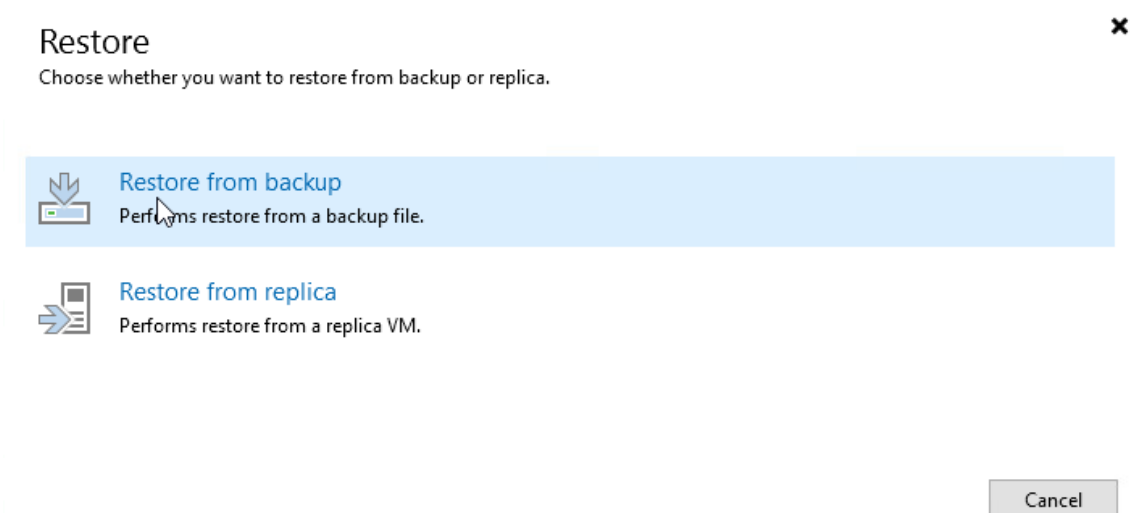 Restore
Choose whether you want to restore from backup or replica.
Restore from backup
Performs restore from a backup file.
Restore from replica
Performs restore from a replica VM.
Cancel